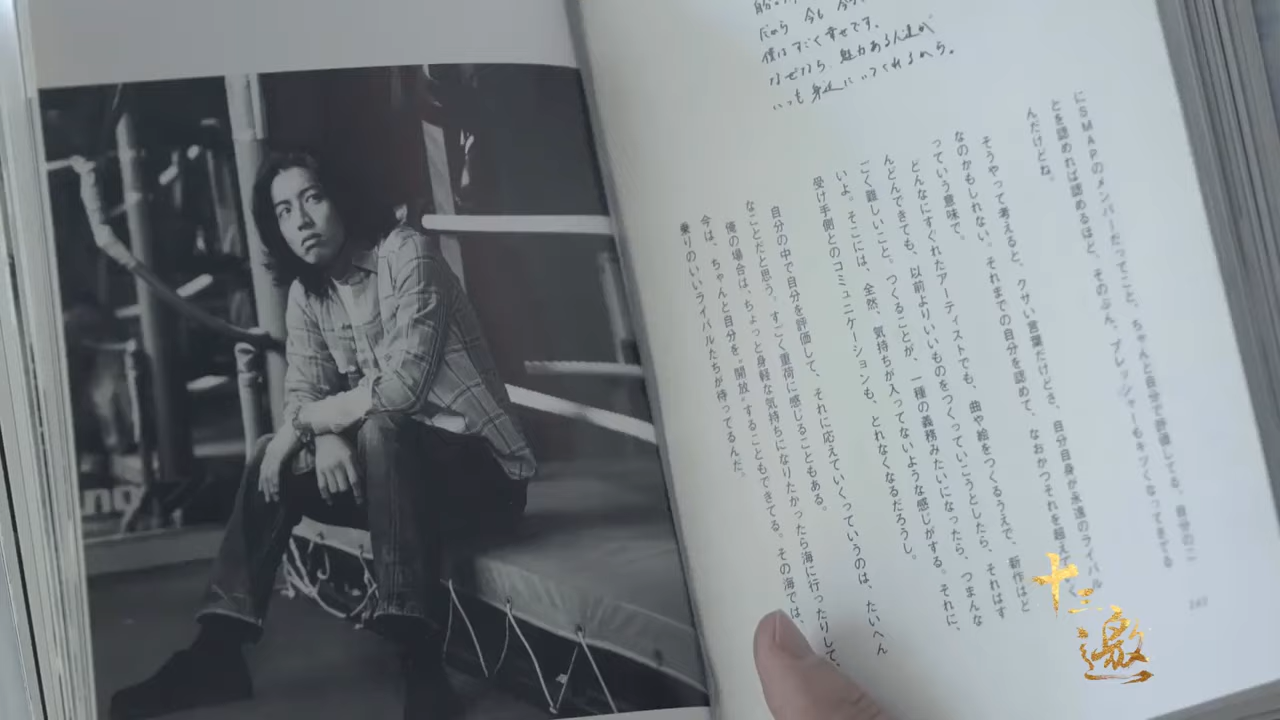 だから 今も
僕はすごく幸せです。
なぜなら、魅力ある人達が
いつも身近にいてくれるから。
にSMAPのメンバーだってこと、ちゃんと自分で評価してる。自分のこ
とを認めれば認めるほど、そのぶん、プレッシャーもキツくなってきてる
んだけどね。
そうやって考えると、クサい言葉だけどさ、自分自身が永遠のライバル
なのかもしれない。それまでの自分を認めて、なおかつそれを超え
っていう意味で。
どんなにすぐれたアーティストでも、曲や絵をつくるうえで、新作はど
んどんできても、以前よりいいものをつくっていこうとしたら、それはす
ごく難しいこと。つくることが、一種の義務みたいになったら、つまんな
いよ。そこには、全然、気持ちが入ってないような感じがする。それに、
受け手側とのコミュニケーションも、とれなくなるだろうし。
自分の中で自分を評価して、それに応えていくっていうのは、たいへん
なことだと思う。すごく重荷に感じることもある。
俺の場合は、ちょっと身軽な気持ちになりたかったら海に行ったりして、
今は、ちゃんと自分を"開放"することもできてる。その海では、
乗りのいいライバルたちが待ってるんだ。
十三邀